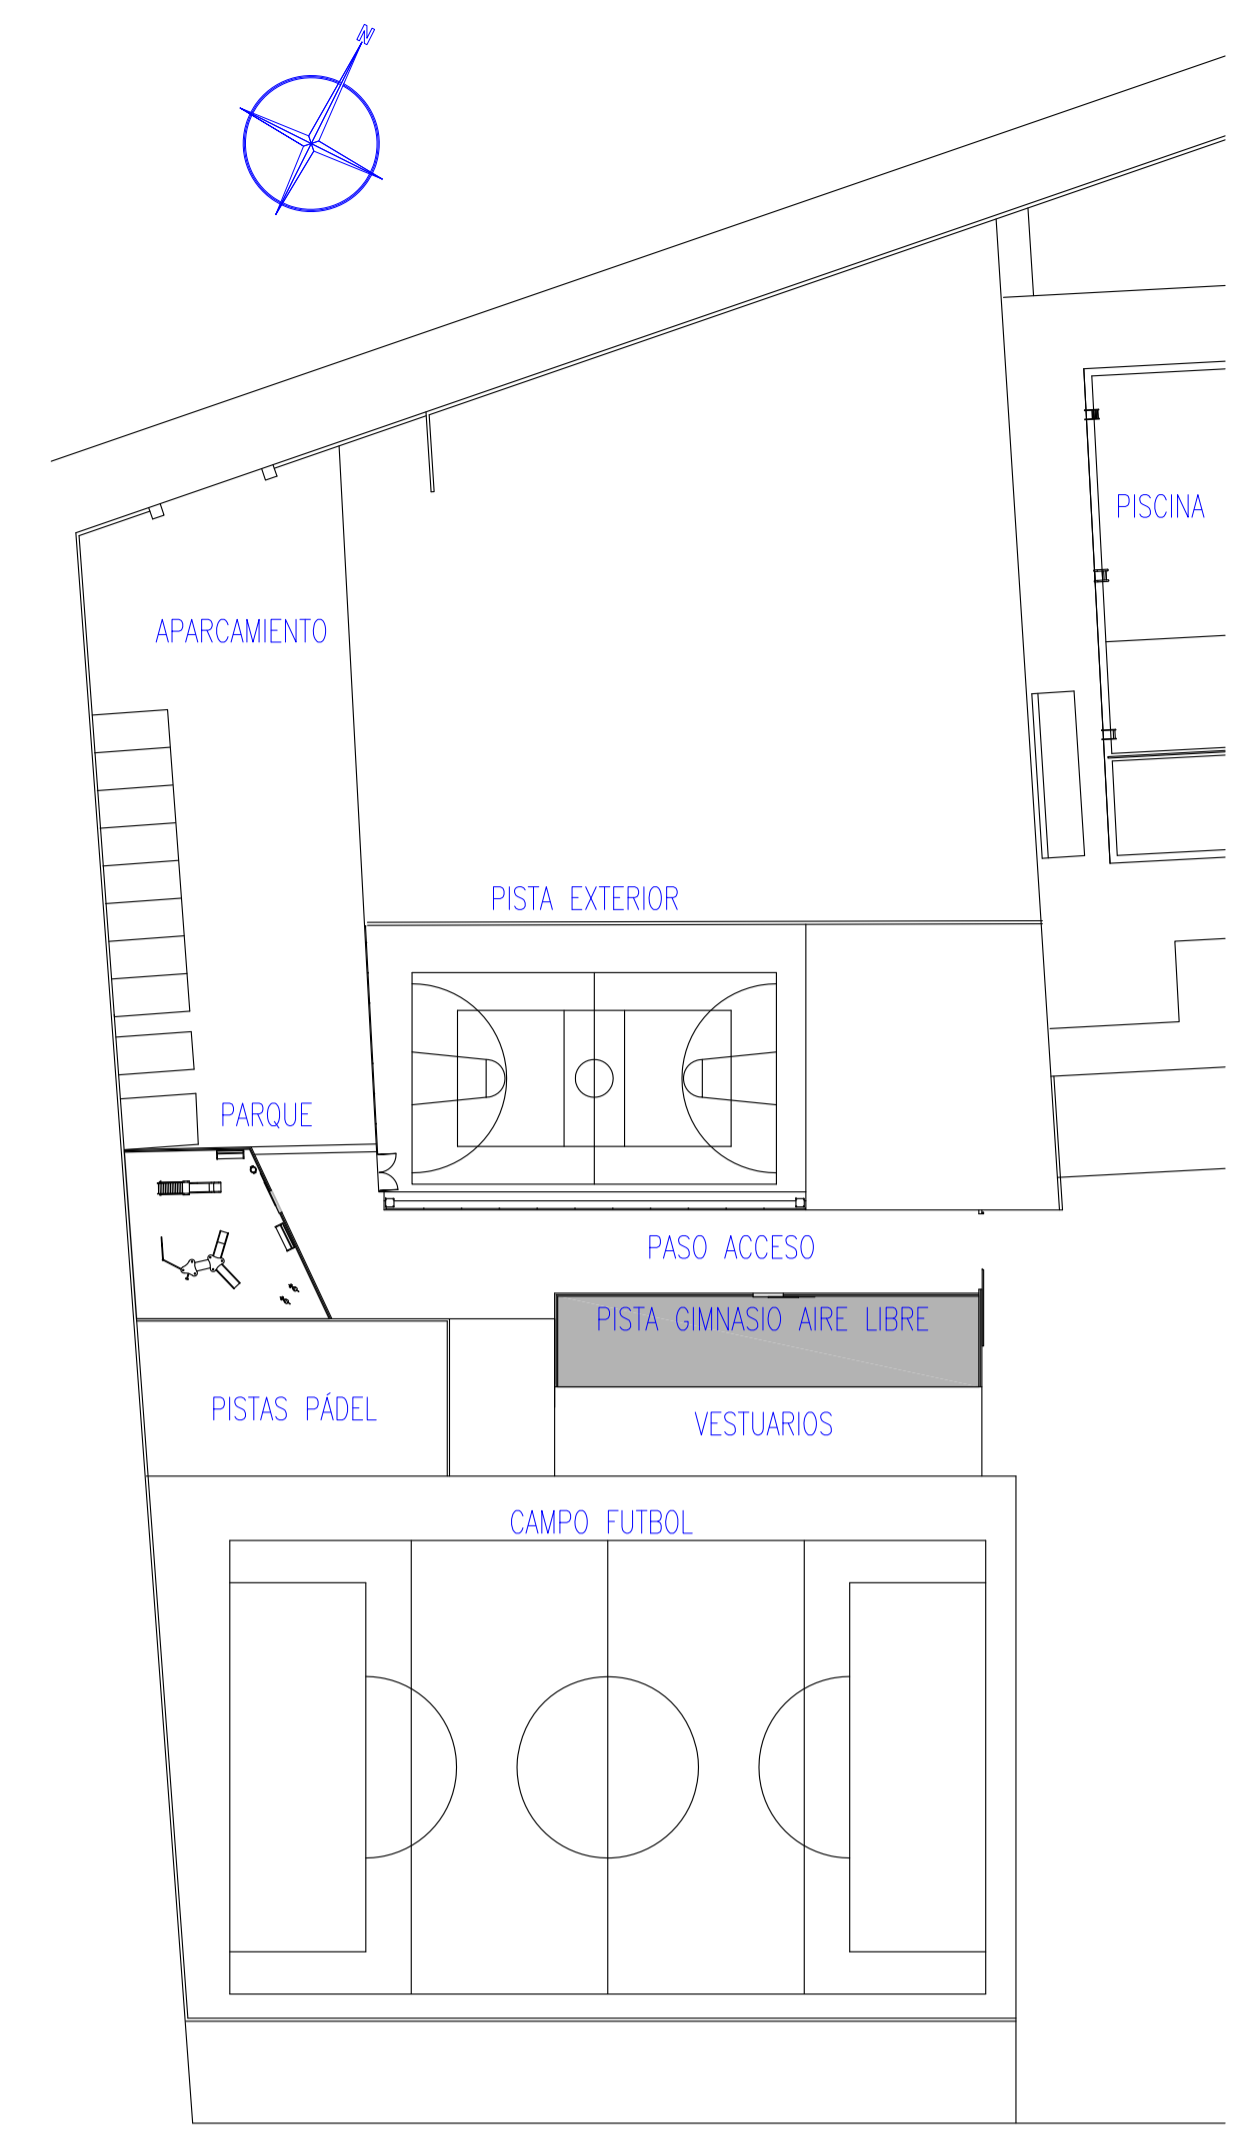 N
PISCINA
APARCAMIENTO
PISTA EXTERIOR
PARQUE
PASO ACCESO
PISTA GIMNASIO AIRE LIBRE
PISTAS PÁDEL
VESTUARIOS
CAMPO FUTBOL